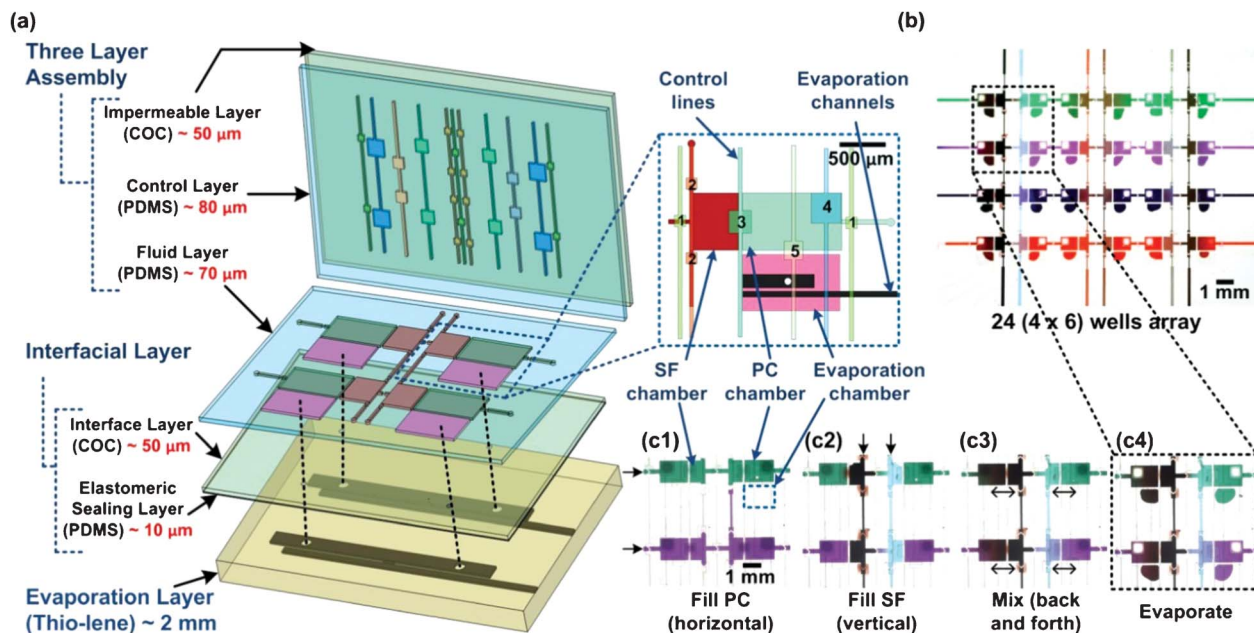 (a)
Three Layer
Assembly
Impermeable Layer
(COC) ~ 50 µm
Control Layer
(PDMS) ~ 80 µm
Fluid Layer
(PDMS) ~ 70 µm
Interfacial Layer
Interface Layer
(COC) ~ 50 µm
Elastomeric
Sealing Layer
(PDMS) ~ 10 µm
Evaporation Layer
(Thio-lene) ~ 2 mm
Control
lines
Evaporation
channels
500 µm
2
1
3
4
1
2
5
SF
chamber
PC
chamber
Evaporation
chamber
(b)
1 mm
24 (4 x 6) wells array
(c1)
1 mm
Fill PC
(horizontal)
(c2)
Fill SF
(vertical)
(c3)
Mix (back
and forth)
(c4)
Evaporate